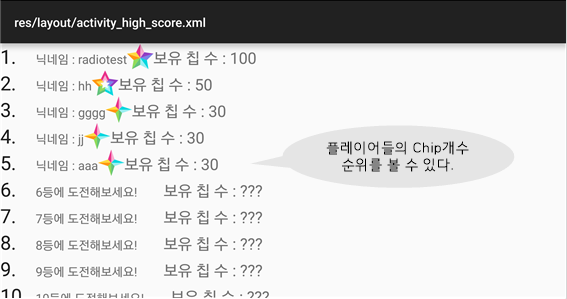 res/layout/activity_high_score.xml
1. 닉네임 : radiotest 보유 칩 수 : 100
2. 닉네임 : hh 보유 칩 수 : 50
3. 닉네임 : gggg 보유 칩 수 : 30
4. 닉네임 : jj 보유 칩 수 : 30
5. 닉네임 : aaa 보유 칩 수 : 30
플레이어들의 Chip개수
순위를 볼 수 있다.
6. 6등에 도전해보세요! 보유 칩 수 : ???
7. 7등에 도전해보세요! 보유 칩 수 : ???
8. 8등에 도전해보세요! 보유 칩 수 : ???
9. 9등에 도전해보세요! 보유 칩 수 : ???
10 10등에 도전해보세요! 보유 칩 수 : ???